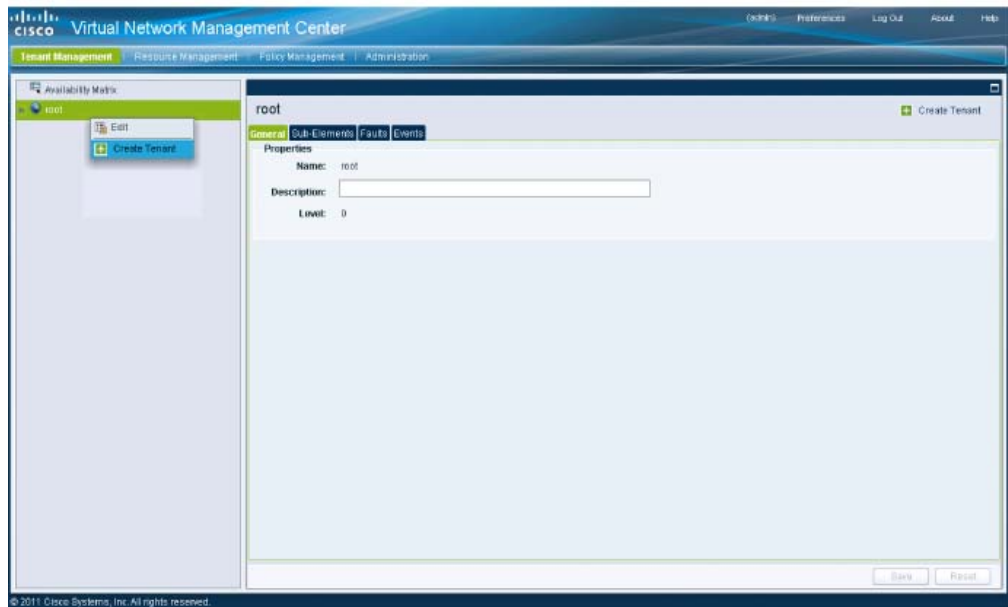 CISCO Virtual Network Management Center
(admin) Preferences Log Out About Help
Tenant Management | Resource Management | Policy Management | Administration
Availability Matrix
root
Edit
Create Tenant
root
Create Tenant
General Sub-Elements Faults Events
Properties
Name: root
Description:
Level: 0
Save Reset
© 2011 Cisco Systems, Inc. All rights reserved.